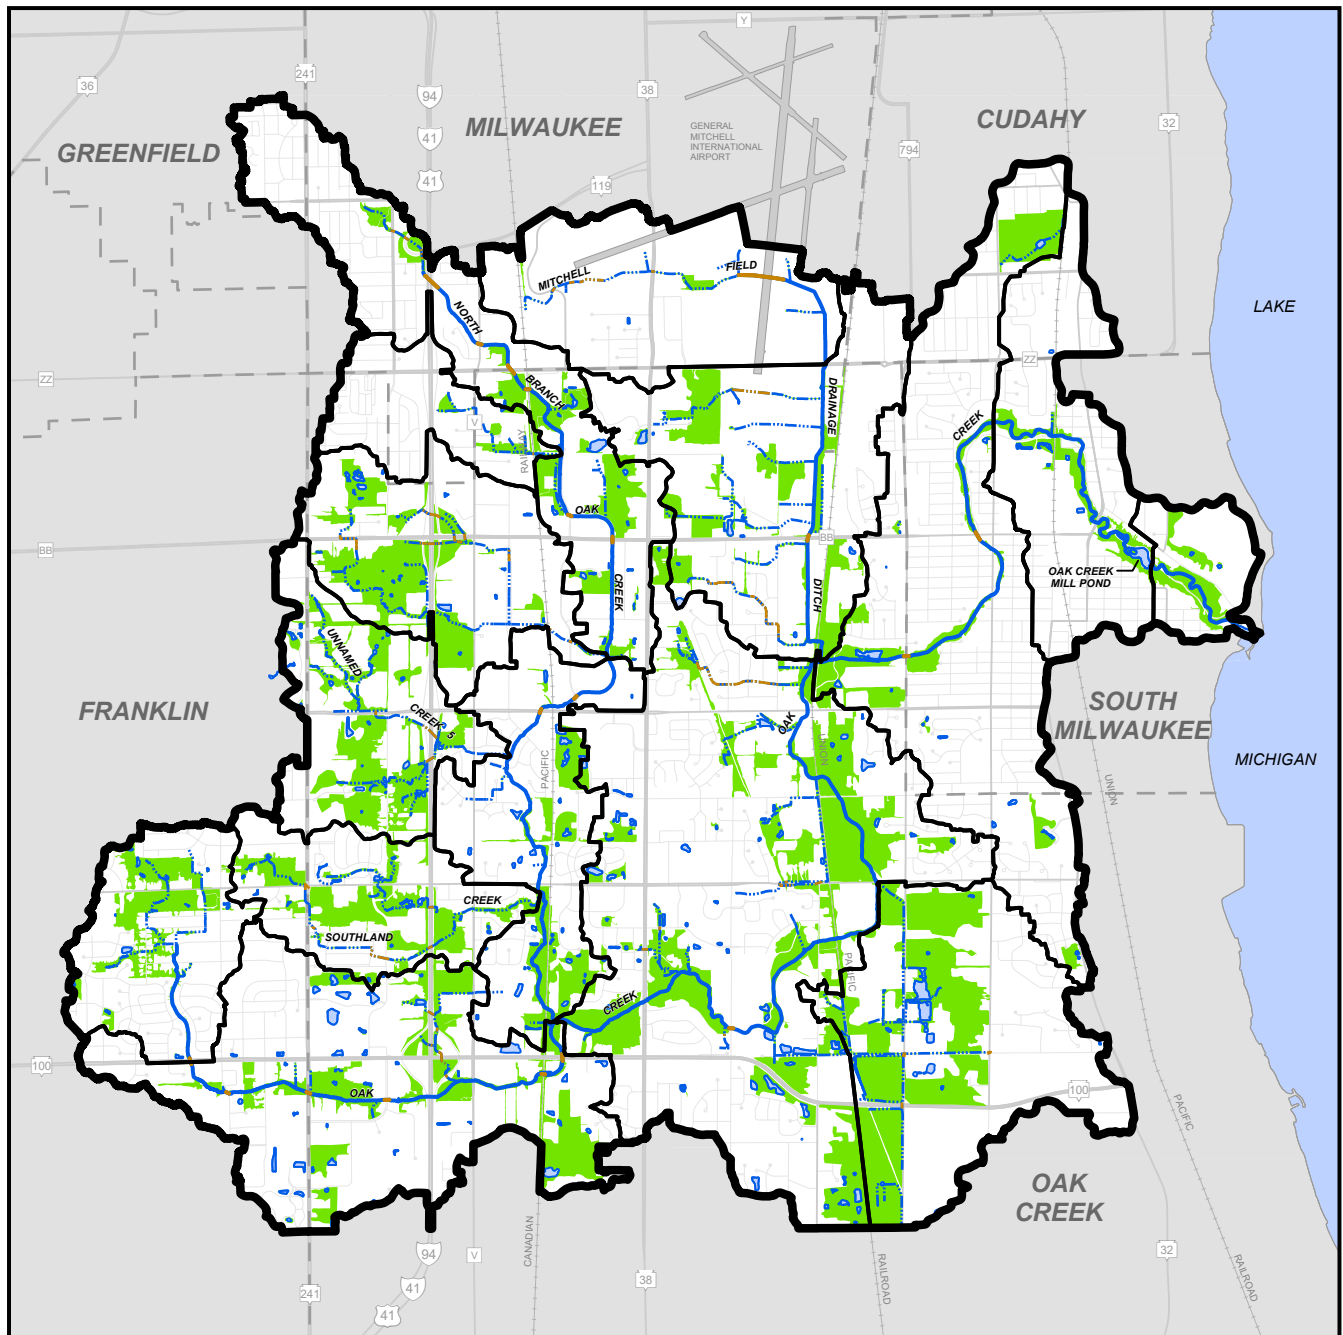 Y
36
241
94
38
MILWAUKEE
CUDAHY
32
41
GENERAL
MITCHELL
INTERNATIONAL
AIRPORT
794
GREENFIELD
41
119
MITCHELL
FIELD
LAKE
NORTH
ZZ
ZZ
BRANCH
DRAINAGE
V
CREEK
RAILWAY
OAK
BB
BB
OAK CREEK
MILL POND
CREEK
DITCH
UNNAMED
FRANKLIN
CREEK 5
OAK
SOUTH
MILWAUKEE
UNION
PACIFIC
MICHIGAN
UNION
CREEK
SOUTHLAND
PACIFIC
CREEK
100
OAK
100
PACIFIC
OAK
CREEK
CANADIAN
94
V
32
41
38
RAILROAD
RAILROAD
241
41